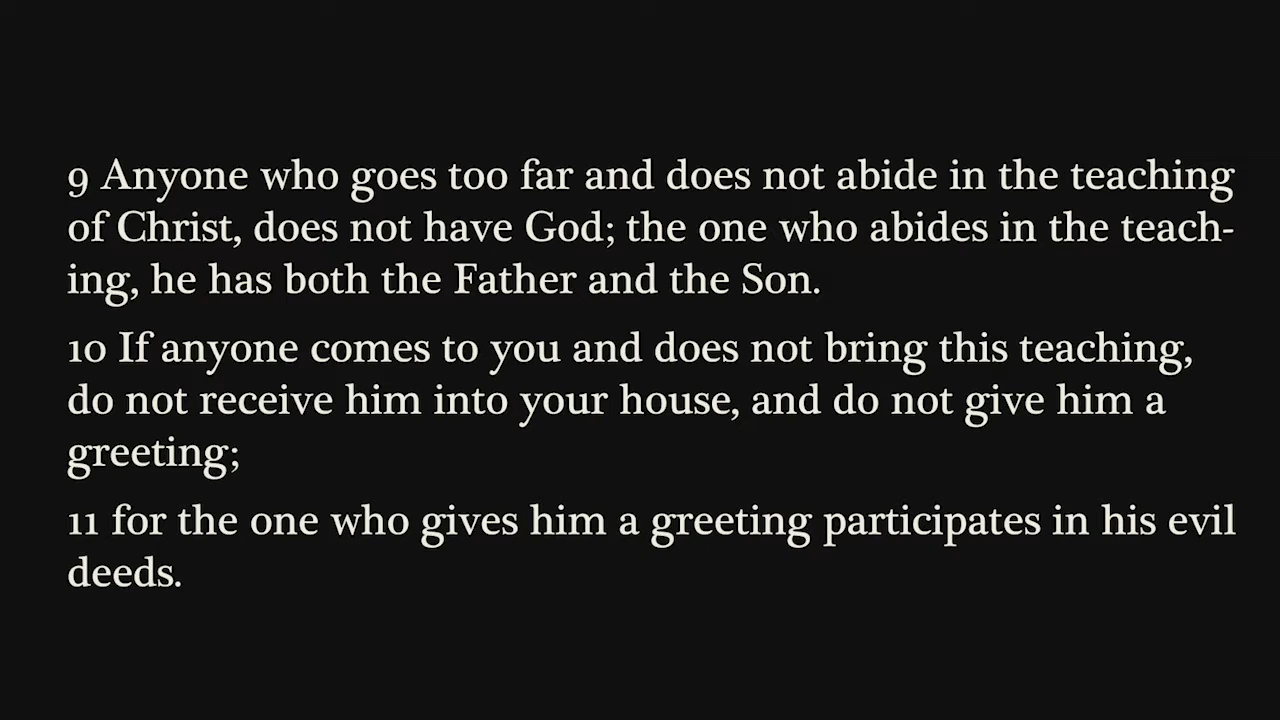 9 Anyone who goes too far and does not abide in the teaching
of Christ, does not have God; the one who abides in the teach-
ing, he has both the Father and the Son.
10 If anyone comes to you and does not bring this teaching,
do not receive him into your house, and do not give him a
greeting;
11 for the one who gives him a greeting participates in his evil
deeds.